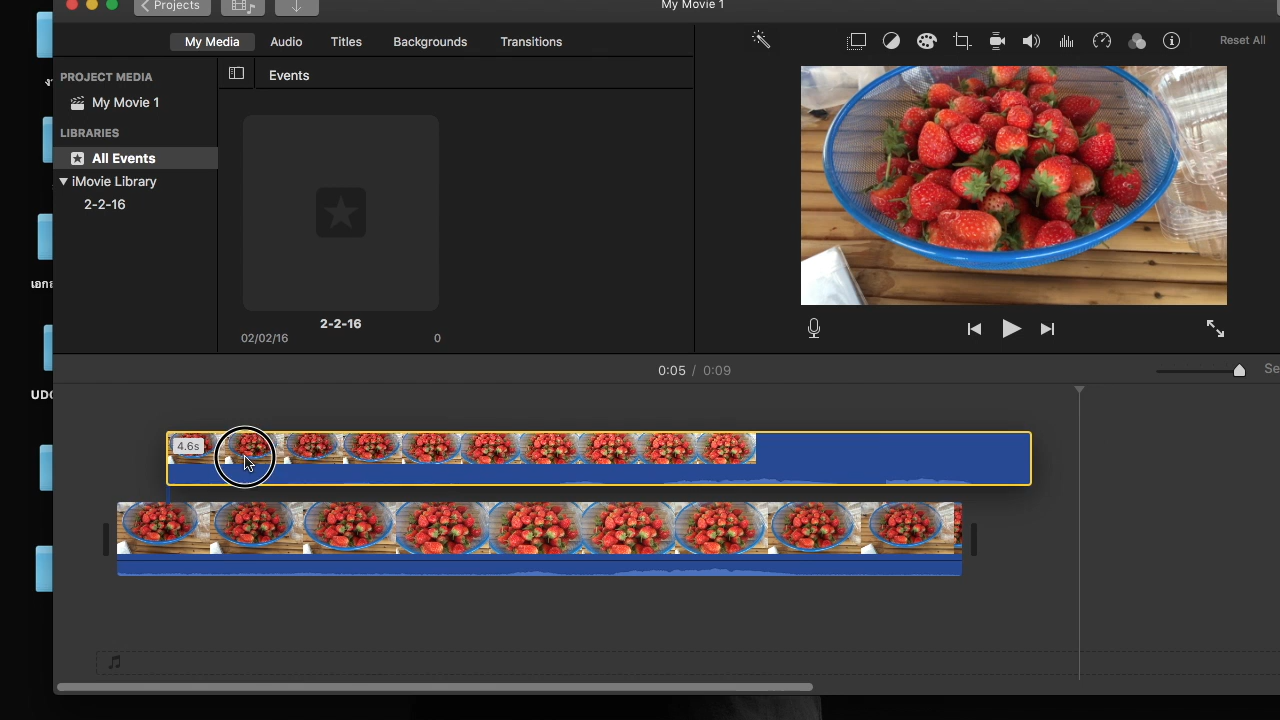 My Movie 1
Projects
My Media
Audio
Titles
Backgrounds
Transitions
Reset All
PROJECT MEDIA
My Movie 1
LIBRARIES
All Events
iMovie Library
2-2-16
Events
2-2-16
02/02/16
0
0:05 / 0:09
Se
4.6s
UDO